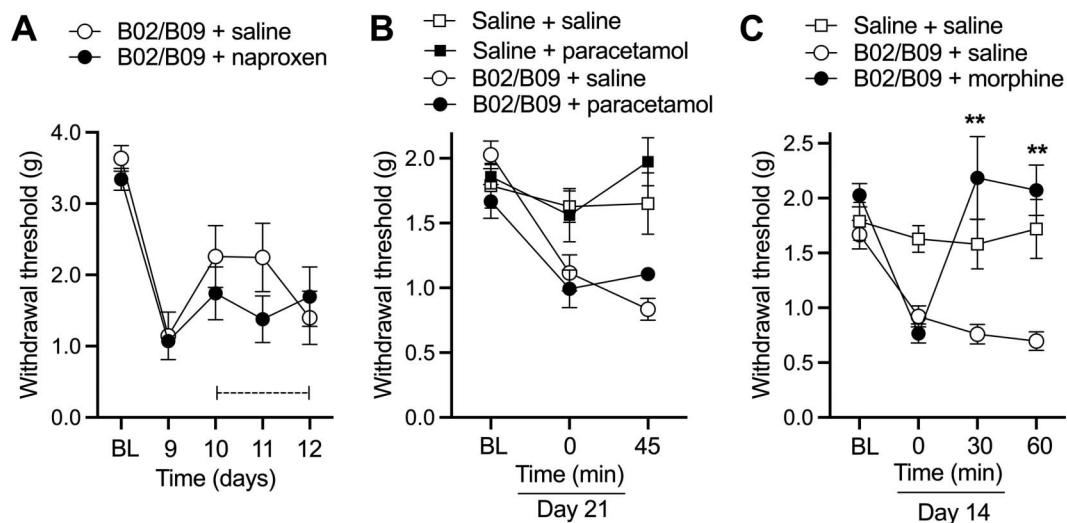 A
B02/B09 + saline
B02/B09 + naproxen
Withdrawal threshold (g)
4.0
3.0
2.0
1.0
0.0
BL 9 10 11 12
Time (days)
B
Saline + saline
Saline + paracetamol
B02/B09 + saline
B02/B09 + paracetamol
Withdrawal threshold (g)
2.0
1.5
1.0
0.5
0.0
BL 0 45
Time (min)
Day 21
C
Saline + saline
B02/B09 + saline
B02/B09 + morphine
Withdrawal threshold (g)
2.5
2.0
1.5
1.0
0.5
0.0
**
**
BL 0 30 60
Time (min)
Day 14